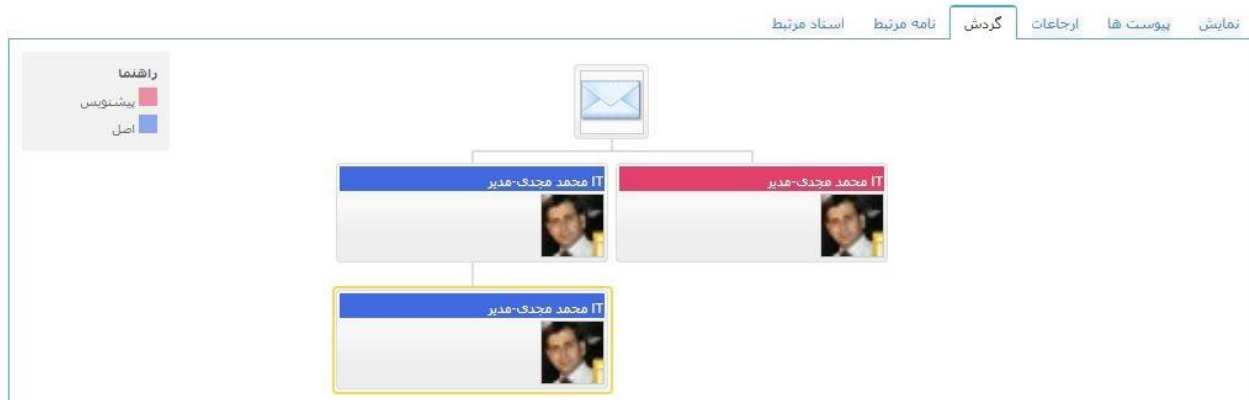 نمایش
پیوست ها
ارجاعات
گردش
نامه مرتبط
اسناد مرتبط
راهنما
پیشنویس
اصل
IT محمد مجدی-مدیر
IT محمد مجدی-مدیر
IT محمد مجدی-مدیر